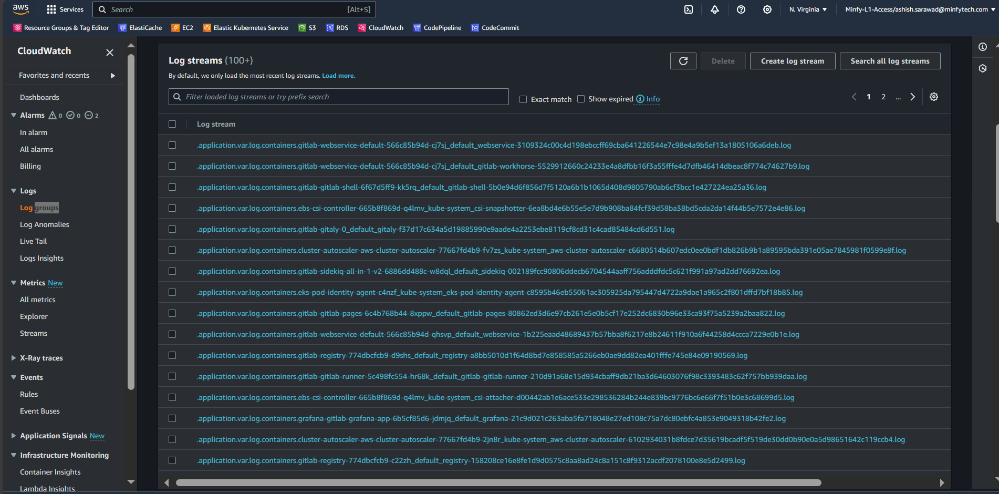 aws
Services
Search
[Alt+S]
N. Virginia
Minfy-L1-Access/ashish.sarawad@minfytech.com
Resource Groups & Tag Editor
ElastiCache
EC2
Elastic Kubernetes Service
S3
RDS
CloudWatch
CodePipeline
CodeCommit
CloudWatch
Favorites and recents
Dashboards
Alarms 0 0 2
In alarm
All alarms
Billing
Logs
Log groups
Log Anomalies
Live Tail
Logs Insights
Metrics New
All metrics
Explorer
Streams
X-Ray traces
Events
Rules
Event Buses
Application Signals New
Infrastructure Monitoring
Container Insights
Lambda Insights
Log streams (100+)
Delete
Create log stream
Search all log streams
By default, we only load the most recent log streams. Load more.
Filter loaded log streams or try prefix search
Exact match
Show expired
Info
1 2 ...
Log stream
.application.var.log.containers.gitlab-webservice-default-566c85b94d-cj7sj_default_webservice-3109324c00c4d198ebccff69cba641226544e7c98e4a9b5ef13a1805106a6deb.log
.application.var.log.containers.gitlab-webservice-default-566c85b94d-cj7sj_default_gitlab-workhorse-5529912660c24233e4a8dfbb16f3a55fffe4d7dfb46414dbeac8f774c74627b9.log
.application.var.log.containers.gitlab-gitlab-shell-6f67d5ff9-kk5rq_default_gitlab-shell-5b0e94d6f856d7f5120a6b1b1065d408d9805790ab6cf3bcc1e427224ea25a36.log
.application.var.log.containers.ebs-csi-controller-665b8f869d-q4lmv_kube-system_csi-snapshotter-6ea8bd4e6b55e5e7d9b908ba84fcf39d58ba38bd5cda2da14f44b5e7572e4e86.log
.application.var.log.containers.gitlab-gitaly-0_default_gitaly-f37d17c634a5d19885990e9aade4a2253ebe8119cf8cd31c4cad85484cd6d551.log
.application.var.log.containers.cluster-autoscaler-aws-cluster-autoscaler-77667fd4b9-fv7zs_kube-system_aws-cluster-autoscaler-c6680514b607edc0ee0bdf1db826b9b1a89595bda391e05ae7845981f0599e8f.log
.application.var.log.containers.gitlab-sidekiq-all-in-1-v2-6886dd488c-w8dql_default_sidekiq-002189fcc90806ddecb6704544aaff756adddfdc5c621f991a97ad2dd76692ea.log
.application.var.log.containers.eks-pod-identity-agent-c4nzf_kube-system_eks-pod-identity-agent-c8595b46eb55061ac305925da795447d4722a9dae1a965c2f801dffd7bf18b85.log
.application.var.log.containers.gitlab-gitlab-pages-6c4b768b44-8xppw_default_gitlab-pages-80862ed3d6e97cb261e5e0b5cf17e252dc6830b96e33ca93f75a5239a2baa822.log
.application.var.log.containers.gitlab-webservice-default-566c85b94d-qhsvp_default_webservice-1b225eaad48689437b57bba8f6217e8b24611f910a6f44258d4ccca7229e0b1e.log
.application.var.log.containers.gitlab-registry-774dbcfcb9-d9shs_default_registry-a8bb5010d1f64d8bd7e858585a5266eb0ae9dd82ea401fffe745e84e09190569.log
.application.var.log.containers.gitlab-gitlab-runner-5c498fc554-hr68k_default_gitlab-gitlab-runner-210d91a68e15d934cbaff9db21ba3d64603076f98c3393483c62f757bb939daa.log
.application.var.log.containers.ebs-csi-controller-665b8f869d-q4lmv_kube-system_csi-attacher-d00442ab1e6ace533e298536284b244e839bc9776bc6e66f7f51b0e3c68699d5.log
.application.var.log.containers.grafana-gitlab-grafana-app-6b5cf85d6-jdmjq_default_grafana-21c9d021c263aba5fa718048e27ed108c75a7dc80ebfc4a853e9049318b42fe2.log
.application.var.log.containers.cluster-autoscaler-aws-cluster-autoscaler-77667fd4b9-2jn8r_kube-system_aws-cluster-autoscaler-6102934031b8fdce7d35619bcadf5f519de30dd0b90e0a5d98651642c119ccb4.log
.application.var.log.containers.gitlab-registry-774dbcfcb9-c22zh_default_registry-158208ce16e8fe1d9d0575c8aa8ad24c8a151c8f9312acdf2078100e8e5d2499.log